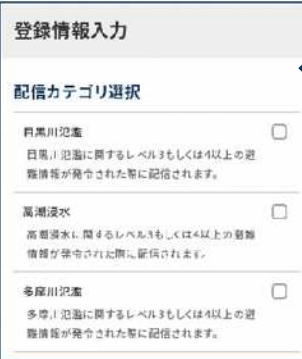 登録情報入力
配信カテゴリ選択
目黒川氾濫
目黒川氾濫に関するレベル3もしくは4以上の避
難情報が発令された際に配信されます。
高潮浸水
高潮浸水に関するレベル3もしくは4以上の避難
情報が発令された際に配信されます。
多摩川氾濫
多摩川氾濫に関するレベル3もしくは4以上の避
難情報が発令された際に配信されます。